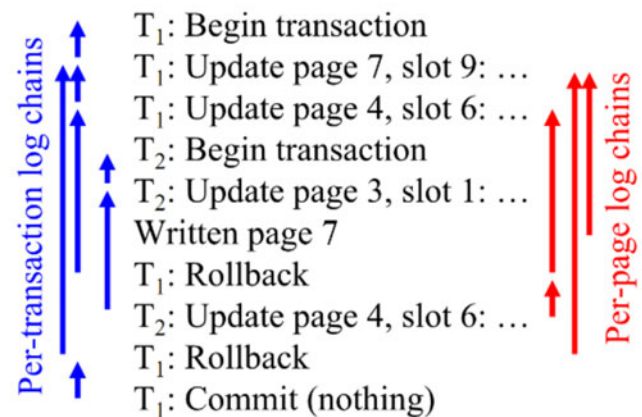 Per-transaction log chains
T₁: Begin transaction
T₁: Update page 7, slot 9: …
T₁: Update page 4, slot 6: …
T₂: Begin transaction
T₂: Update page 3, slot 1: …
Written page 7
T₁: Rollback
T₂: Update page 4, slot 6: …
T₁: Rollback
T₁: Commit (nothing)
Per-page log chains